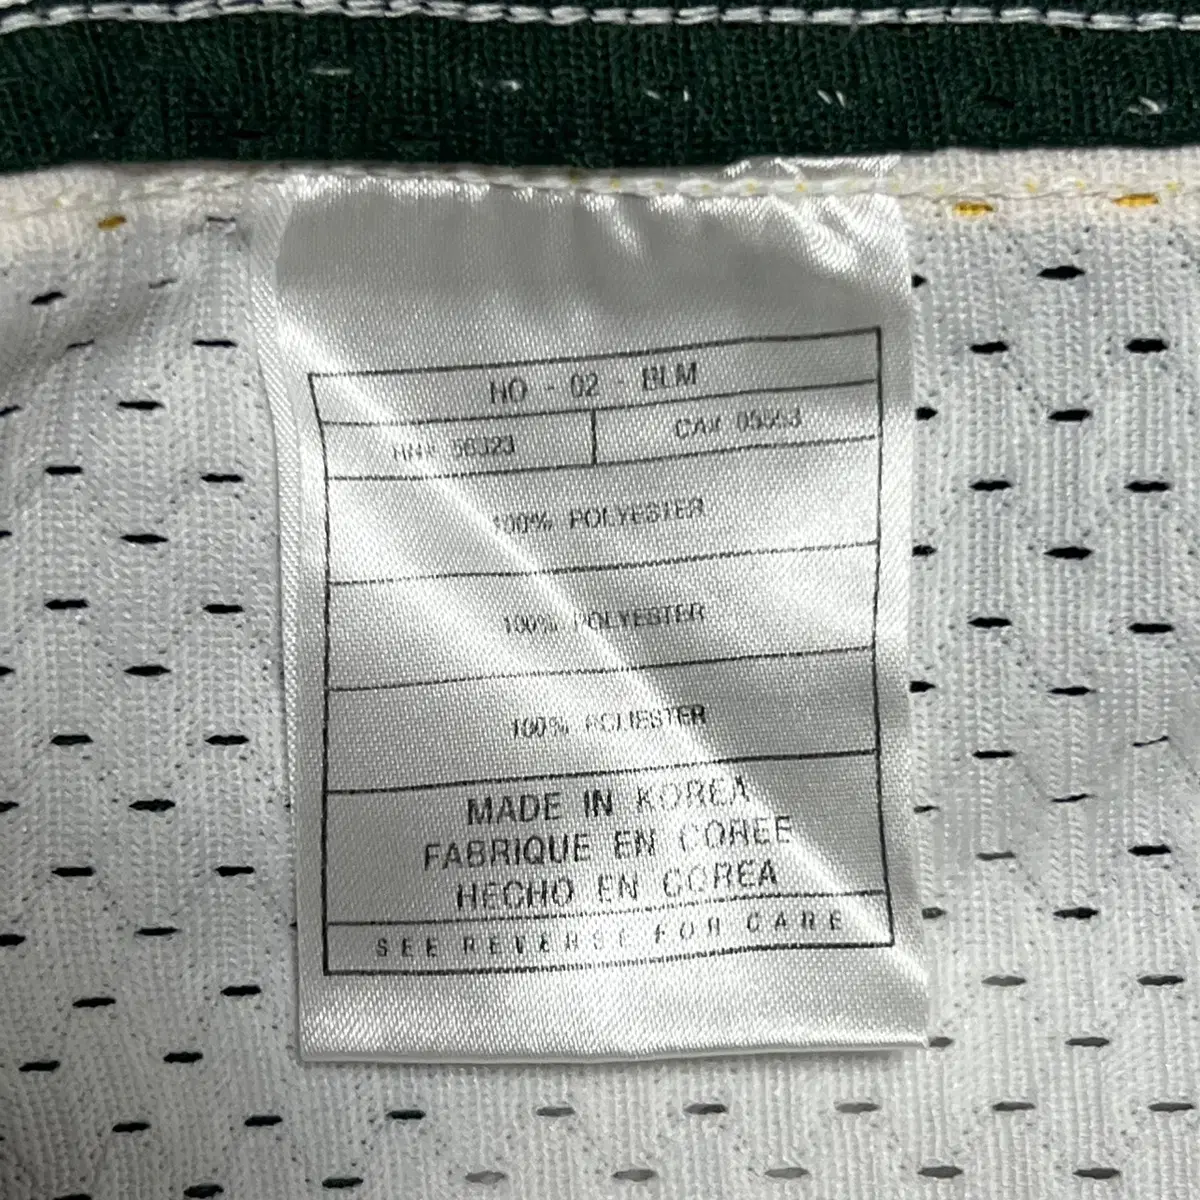 HO - 02 - BLM
RN# 56323 CA# 05553
100% POLYESTER
100% POLYESTER
100% POLYESTER
MADE IN KOREA
FABRIQUE EN COREE
HECHO EN COREA
SEE REVERSE FOR CARE